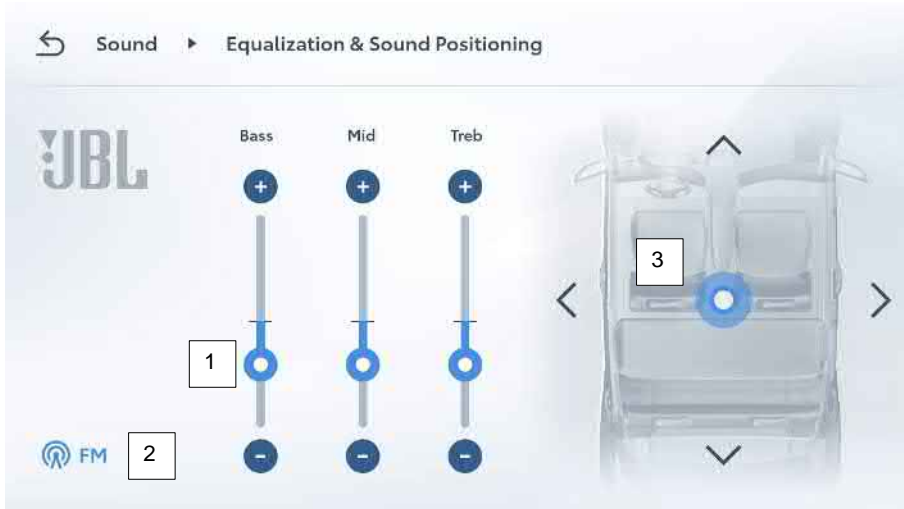 Sound ▸ Equalization & Sound Positioning
JBL
Bass Mid Treb
+ + +
3
1
FM 2
- - -